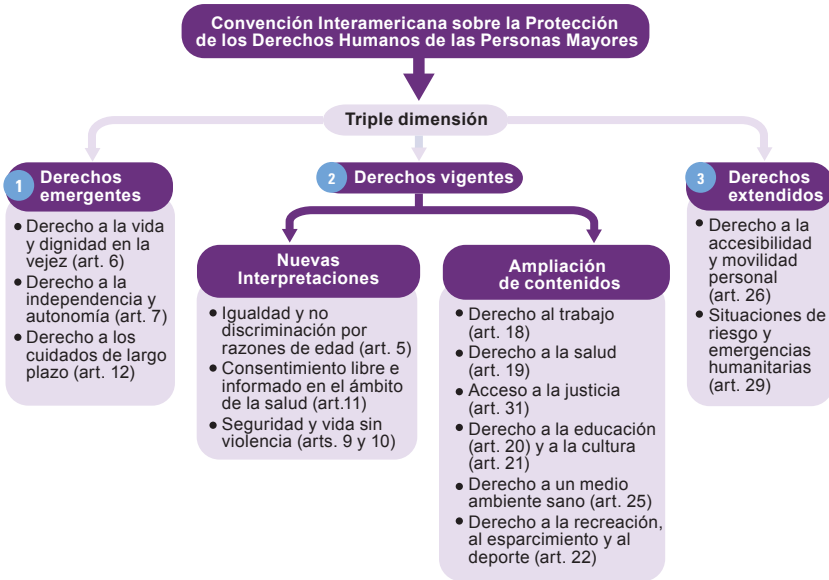 Convención Interamericana sobre la Protección
de los Derechos Humanos de las Personas Mayores
Triple dimensión
1
Derechos
emergentes
• Derecho a la vida
y dignidad en la
vejez (art. 6)
• Derecho a la
independencia y
autonomía (art. 7)
• Derecho a los
cuidados de largo
plazo (art. 12)
2
Derechos vigentes
Nuevas
Interpretaciones
• Igualdad y no
discriminación por
razones de edad (art. 5)
• Consentimiento libre e
informado en el ámbito
de la salud (art.11)
• Seguridad y vida sin
violencia (arts. 9 y 10)
Ampliación
de contenidos
• Derecho al trabajo
(art. 18)
• Derecho a la salud
(art. 19)
• Acceso a la justicia
(art. 31)
• Derecho a la educación
(art. 20) y a la cultura
(art. 21)
• Derecho a un medio
ambiente sano (art. 25)
• Derecho a la recreación,
al esparcimiento y al
deporte (art. 22)
3
Derechos
extendidos
• Derecho a la
accesibilidad
y movilidad
personal
(art. 26)
• Situaciones de
riesgo y
emergencias
humanitarias
(art. 29)